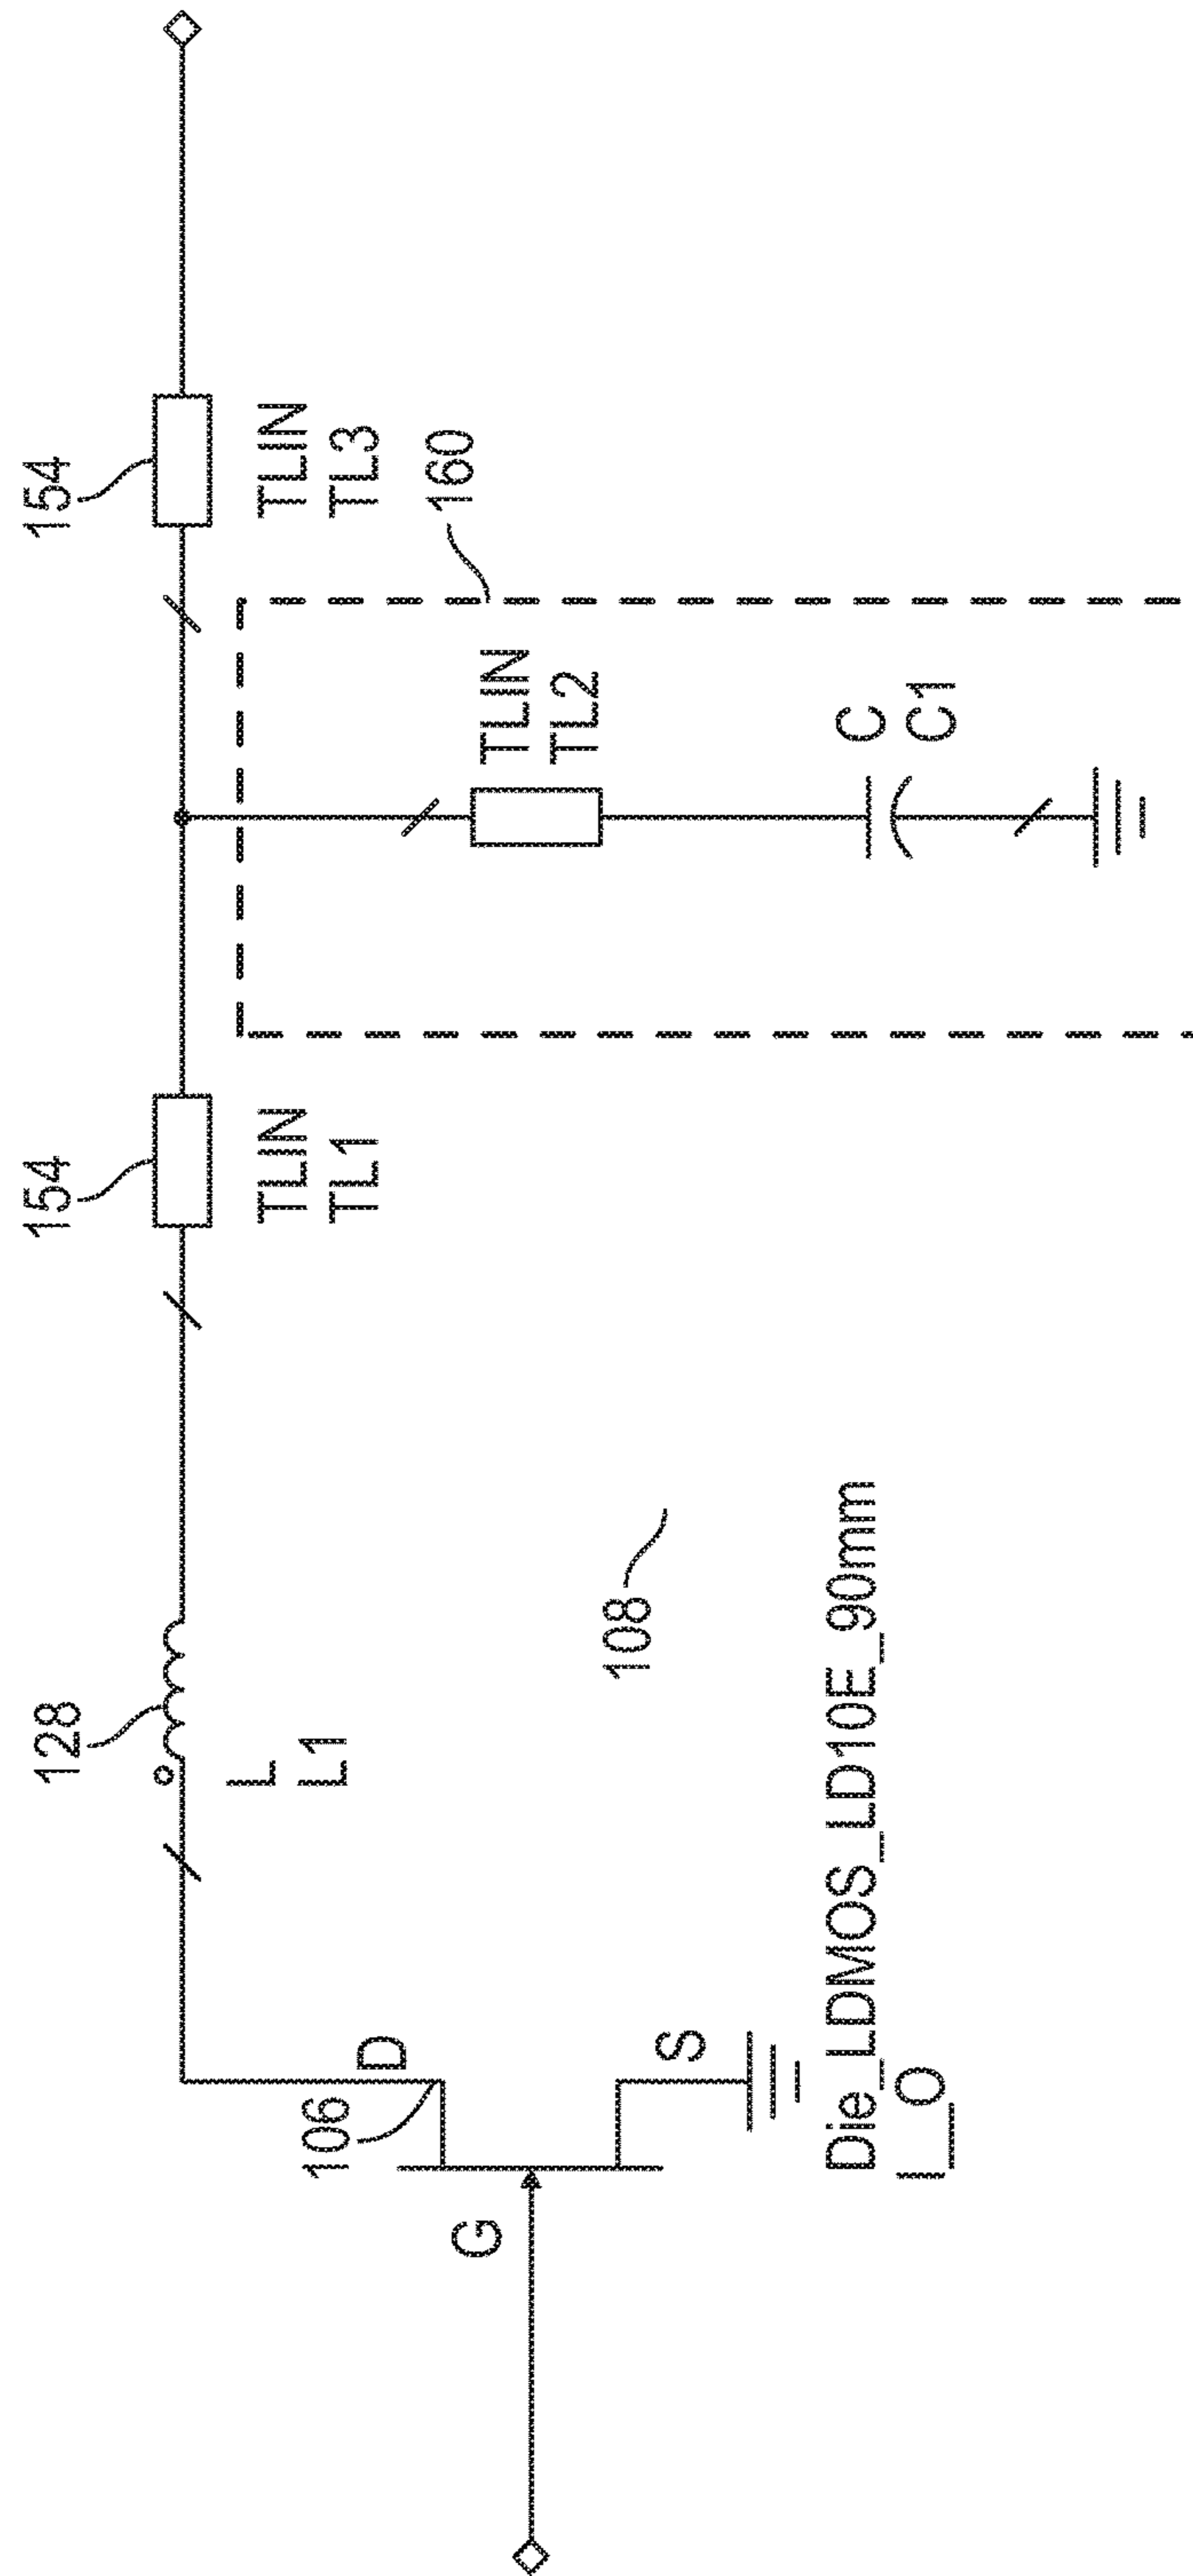 128
L
L1
154
TLIN
TL1
154
TLIN
TL3
160
TLIN
TL2
C
C1
106
D
G
S
108
Die_LDMOS_LD10E_90mm
I_O